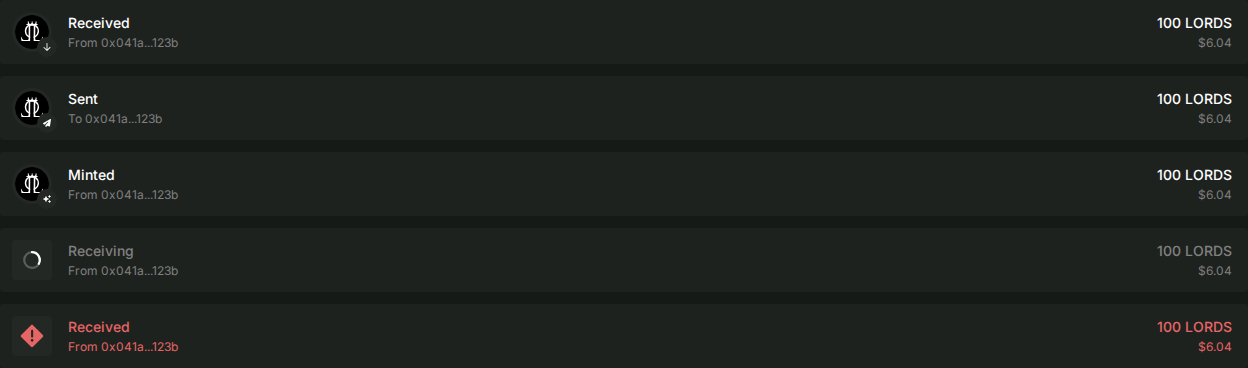 Received
100 LORDS
From 0x041a...123b
$6.04
Sent
100 LORDS
To 0x041a...123b
$6.04
Minted
100 LORDS
From 0x041a...123b
$6.04
Receiving
100 LORDS
From 0x041a...123b
$6.04
Received
100 LORDS
From 0x041a...123b
$6.04